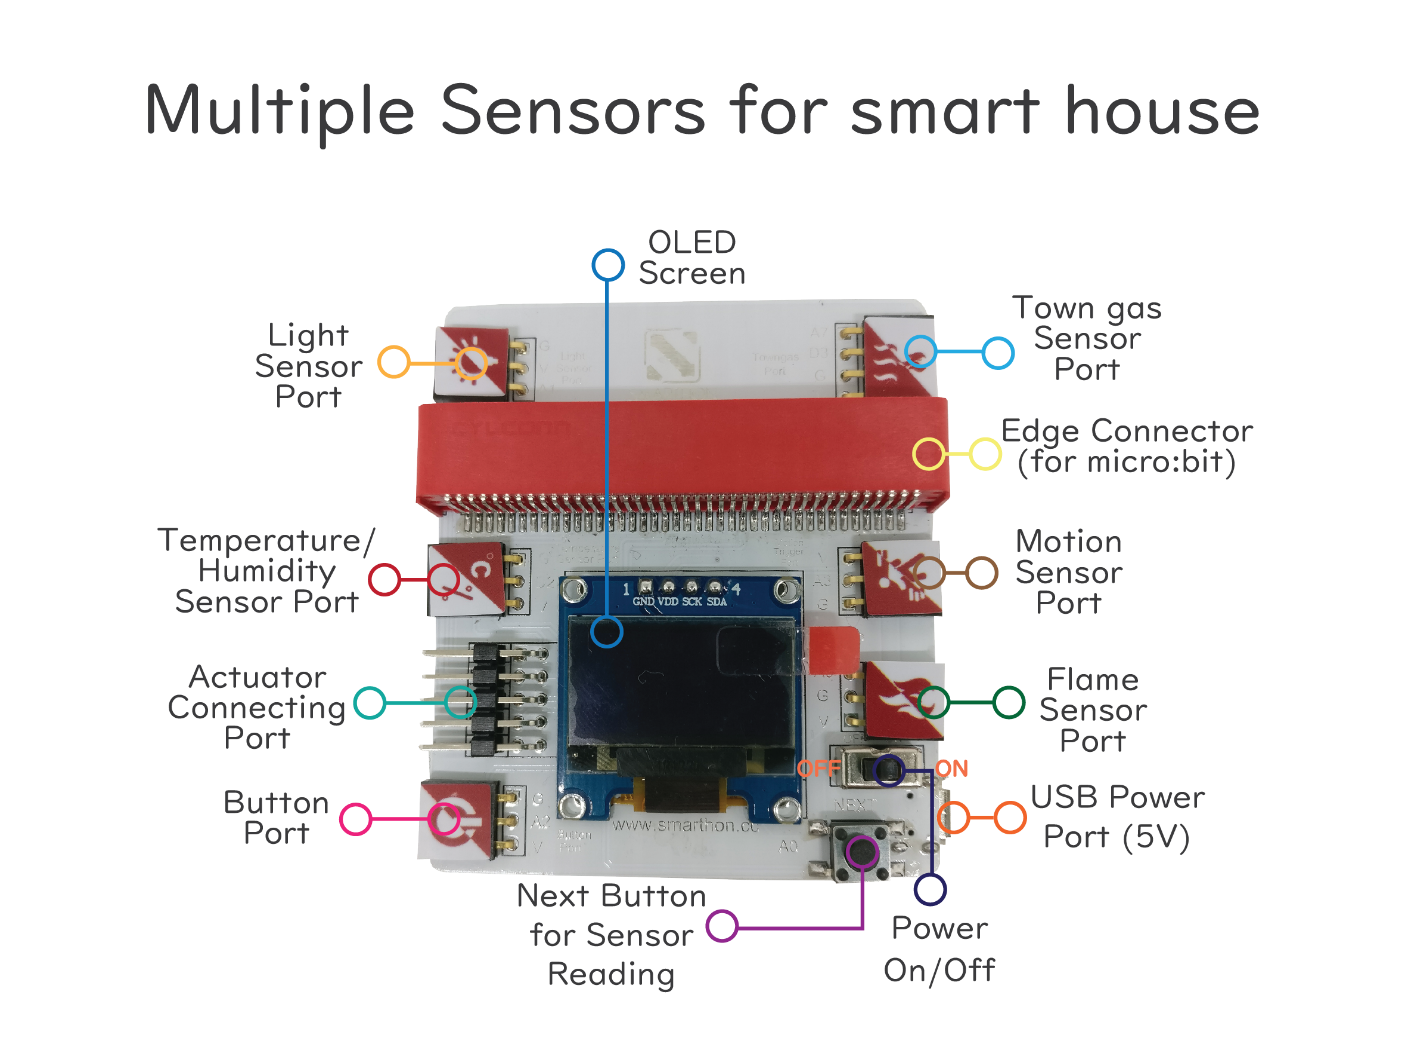 Multiple Sensors for smart house
OLED
Screen
Light
Sensor
Port
Town gas
Sensor
Port
Edge Connector
(for micro:bit)
Temperature/
Humidity
Sensor Port
Motion
Sensor
Port
1
4
GND VDD SCK SDA
Actuator
Connecting
Port
Flame
Sensor
Port
G
V
OFF
ON
Button
Port
G
A2
V
NEXT
USB Power
Port (5V)
www.smarthon.cc
A0
Next Button
for Sensor
Reading
Power
On/Off